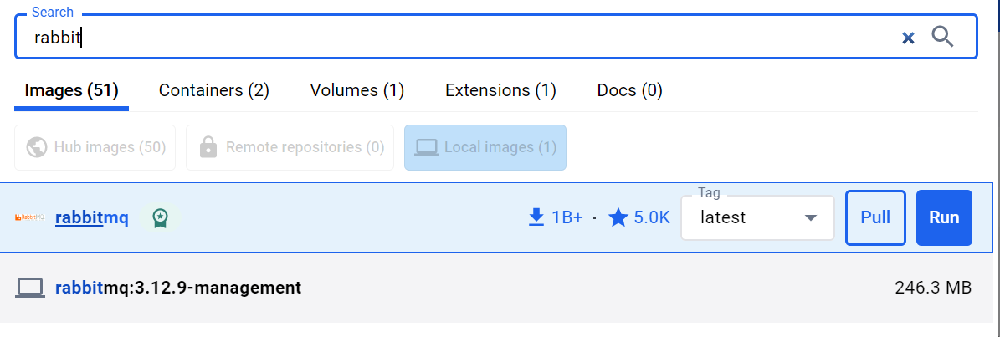 Search
rabbit
Images (51) Containers (2) Volumes (1) Extensions (1) Docs (0)
Hub images (50) Remote repositories (0) Local images (1)
RabbitMQ rabbitmq 1B+ · 5.0K Tag latest Pull Run
rabbitmq:3.12.9-management 246.3 MB